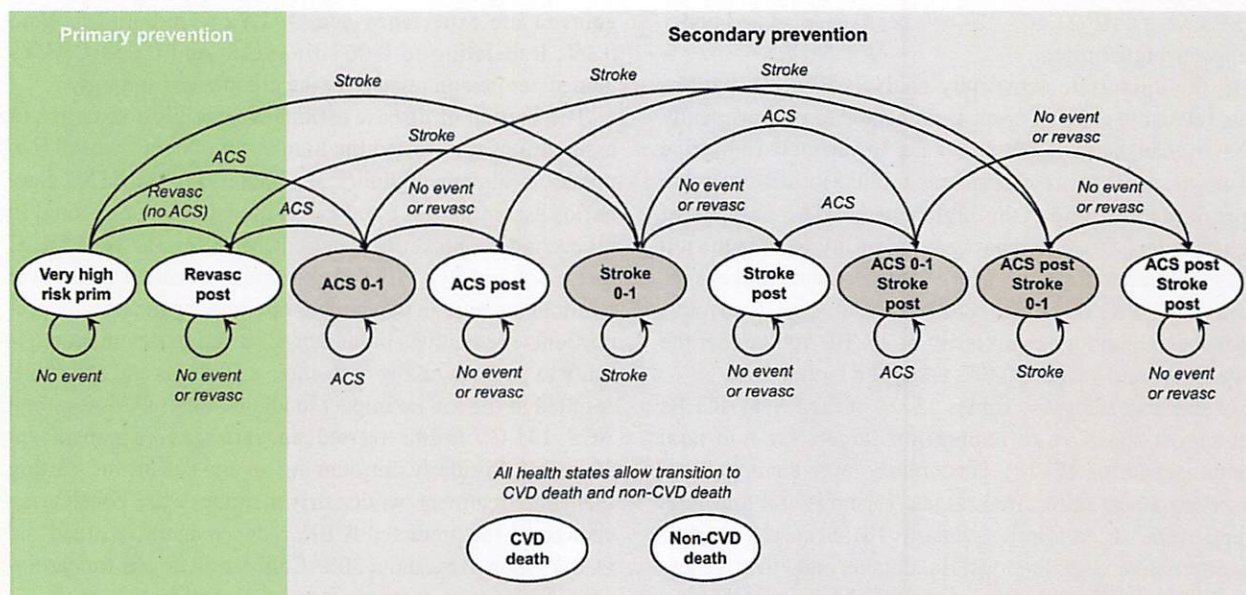 Primary prevention
Secondary prevention
Stroke
Stroke
Stroke
Stroke
ACS
No event
or revasc
ACS
Revasc
(no ACS)
ACS
No event
or revasc
No event
or revasc
ACS
No event
or revasc
Very high
risk prim
Revasc
post
ACS 0-1
ACS post
Stroke
0-1
Stroke
post
ACS 0-1
Stroke
post
ACS post
Stroke
0-1
ACS post
Stroke
post
No event
No event
or revasc
ACS
No event
or revasc
Stroke
No event
or revasc
ACS
Stroke
No event
or revasc
All health states allow transition to
CVD death and non-CVD death
CVD
death
Non-CVD
death